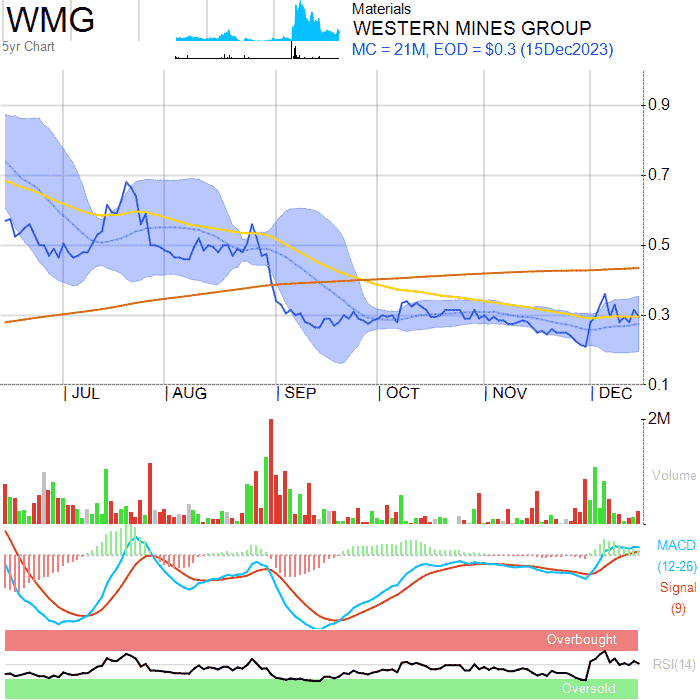 WMG
5yr Chart
Materials
WESTERN MINES GROUP
MC = 21M, EOD = $0.3 (15Dec2023)
0.9
0.7
0.5
0.3
0.1
JUL AUG SEP OCT NOV DEC
2M
Volume
MACD
(12-26)
Signal
(9)
Overbought
RSI(14)
Oversold